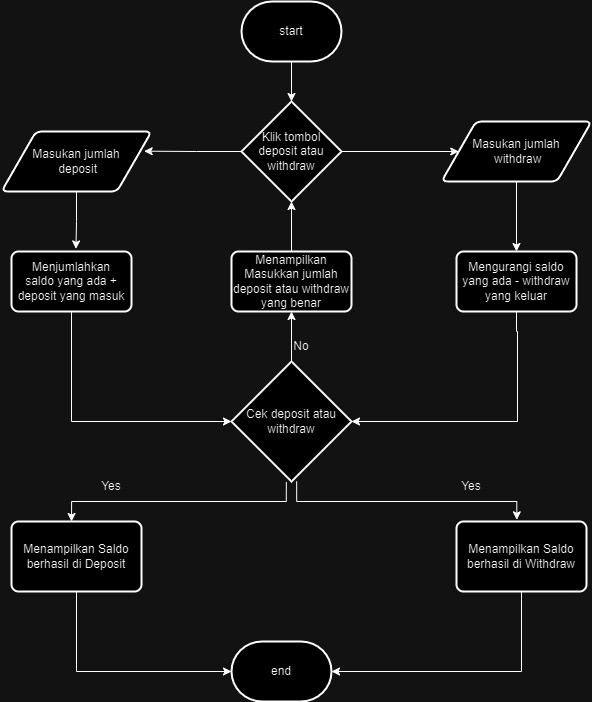 start
Klik tombol
deposit atau
withdraw
Masukan jumlah
deposit
Masukan jumlah
withdraw
Menjumlahkan
saldo yang ada +
deposit yang masuk
Menampilkan
Masukkan jumlah
deposit atau withdraw
yang benar
Mengurangi saldo
yang ada - withdraw
yang keluar
No
Cek deposit atau
withdraw
Yes
Yes
Menampilkan Saldo
berhasil di Deposit
Menampilkan Saldo
berhasil di Withdraw
end